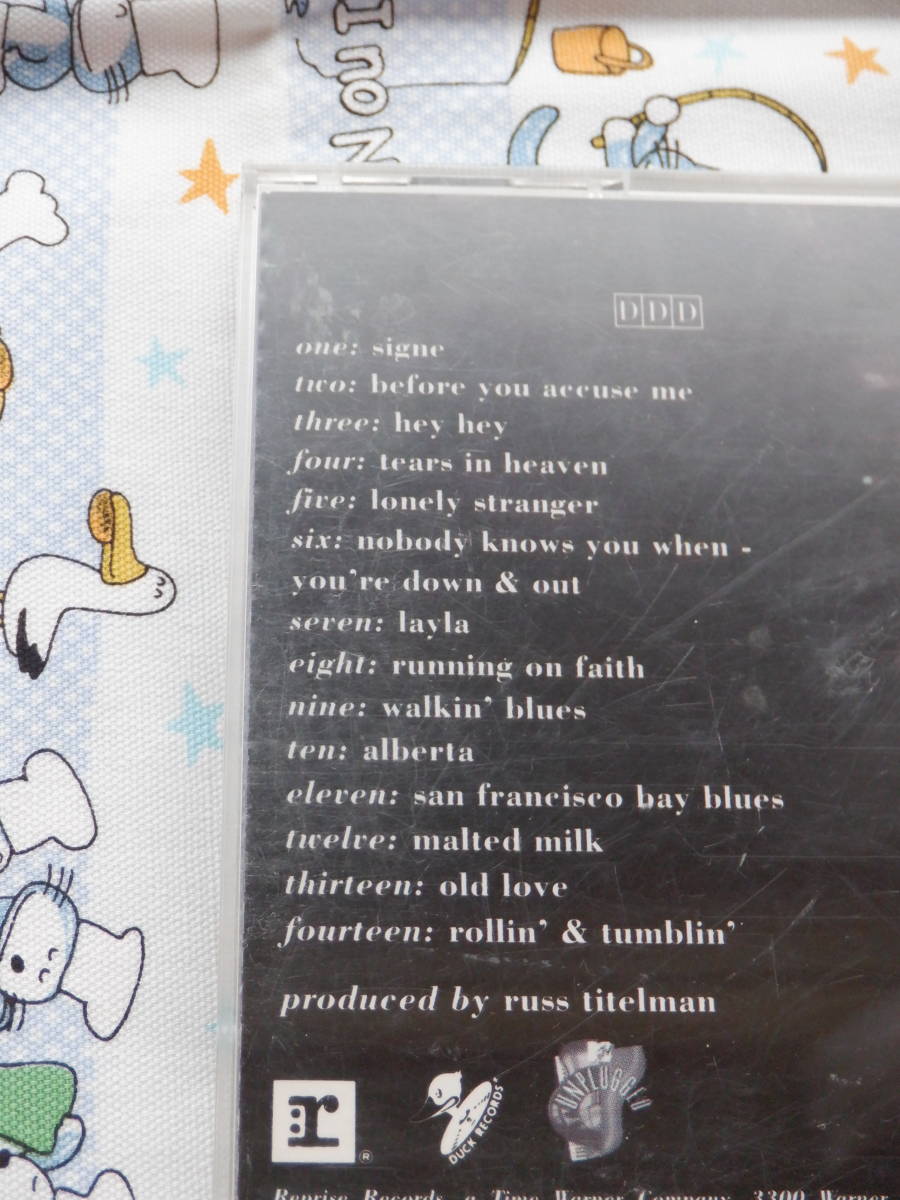 DDD
one: signe
two: before you accuse me
three: hey hey
four: tears in heaven
five: lonely stranger
six: nobody knows you when -
you're down & out
seven: layla
eight: running on faith
nine: walkin' blues
ten: alberta
eleven: san francisco bay blues
twelve: malted milk
thirteen: old love
fourteen: rollin' & tumblin'
produced by russ titelman
r ®
DUCK RECORDS
UNPLUGGED
Reprise Records, a Time Warner Company, 3300 Warner